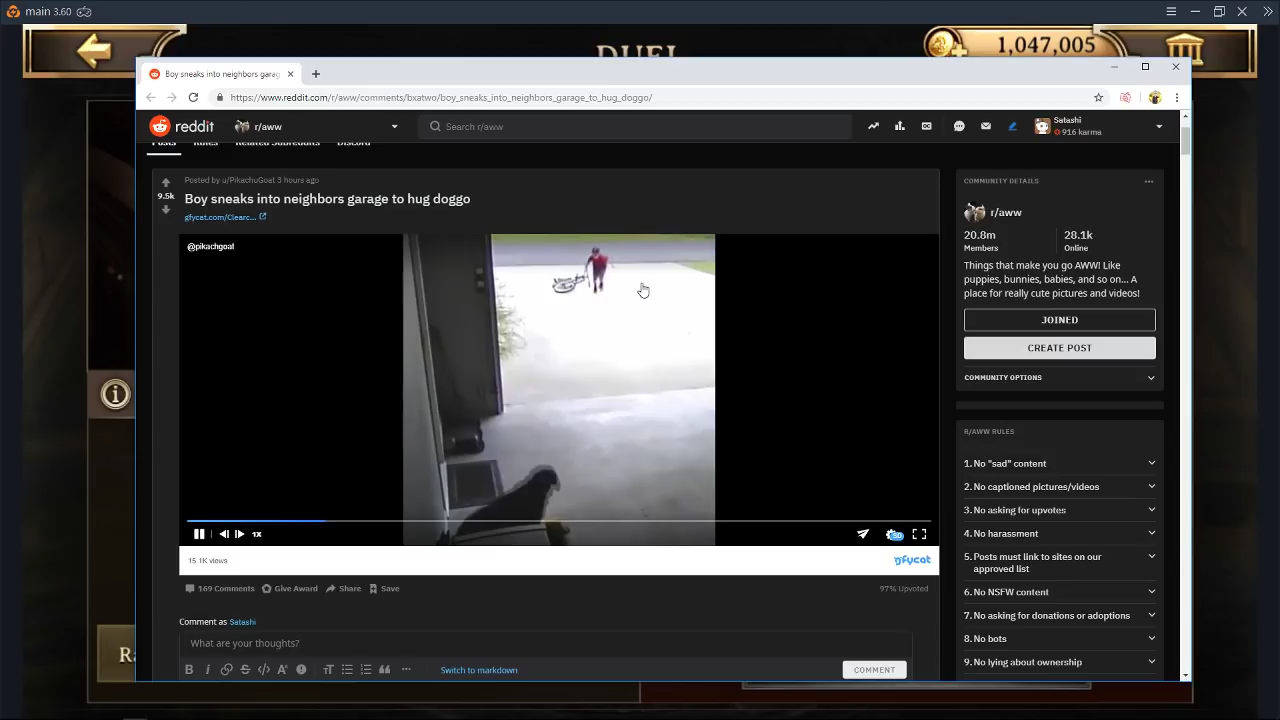 main 3.60
DUEL
1,047,005
Boy sneaks into neighbors garag
https://www.reddit.com/r/aww/comments/bxatwo/boy_sneaks_into_neighbors_garage_to_hug_doggo/
reddit
r/aww
Search r/aww
Satashi
916 karma
Posts
Rules
Related Subreddits
Discord
Posted by u/PikachuGoat 3 hours ago
9.5k
Boy sneaks into neighbors garage to hug doggo
gfycat.com/Clearc...
@pikachgoat
1X
SD
15.1K views
gfycat
169 Comments
Give Award
Share
Save
97% Upvoted
Comment as Satashi
What are your thoughts?
B i
Switch to markdown
COMMENT
COMMUNITY DETAILS
r/aww
20.8m
Members
28.1k
Online
Things that make you go AWW! Like
puppies, bunnies, babies, and so on... A
place for really cute pictures and videos!
JOINED
CREATE POST
COMMUNITY OPTIONS
R/AWW RULES
1. No "sad" content
2. No captioned pictures/videos
3. No asking for upvotes
4. No harassment
5. Posts must link to sites on our
approved list
6. No NSFW content
7. No asking for donations or adoptions
8. No bots
9. No lying about ownership
Ra